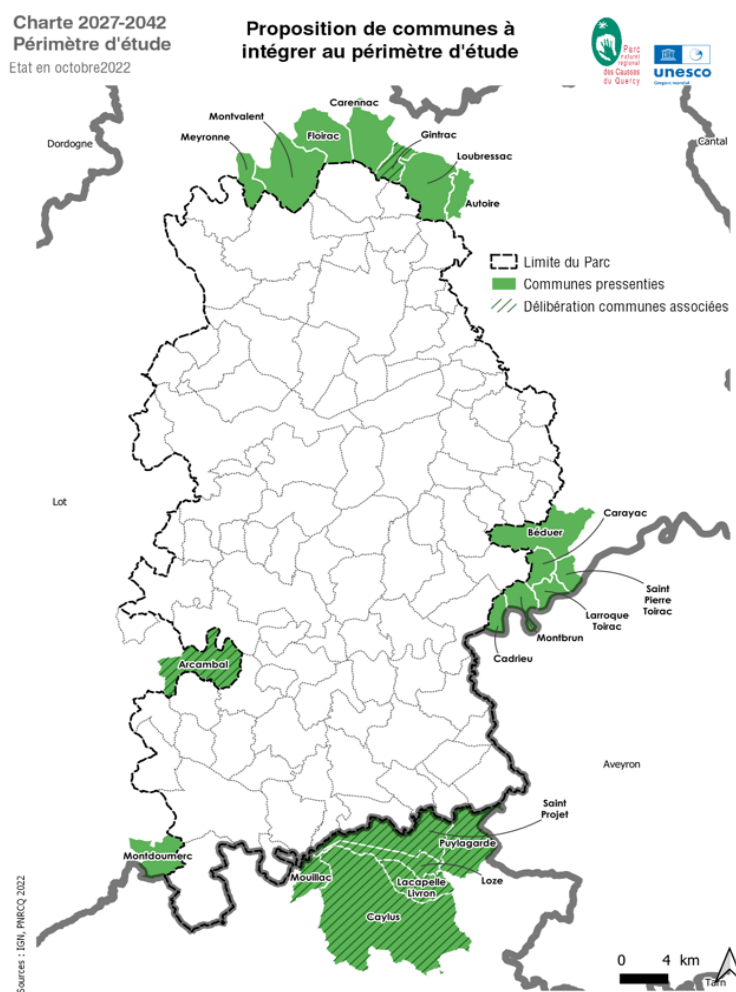 Charte 2027-2042
Périmètre d'étude
Etat en octobre2022
Proposition de communes à
intégrer au périmètre d'étude
Parc
naturel
régional
des Causses
du Quercy
unesco
Dordogne
Cantal
Carennac
Montvalent
Meyronne
Floirac
Gintrac
Loubressac
Autoire
Limite du Parc
Communes pressenties
Délibération communes associées
Lot
Carayac
Béduer
Saint
Pierre
Toirac
Larroque
Toirac
Montbrun
Cadrieu
Arcambal
Aveyron
Saint
Projet
Puylagarde
Montdoumerc
Mouillac
Loze
Lacapelle
Livron
Caylus
0 4 km
Tarn
Sources : IGN, PNRCQ 2022